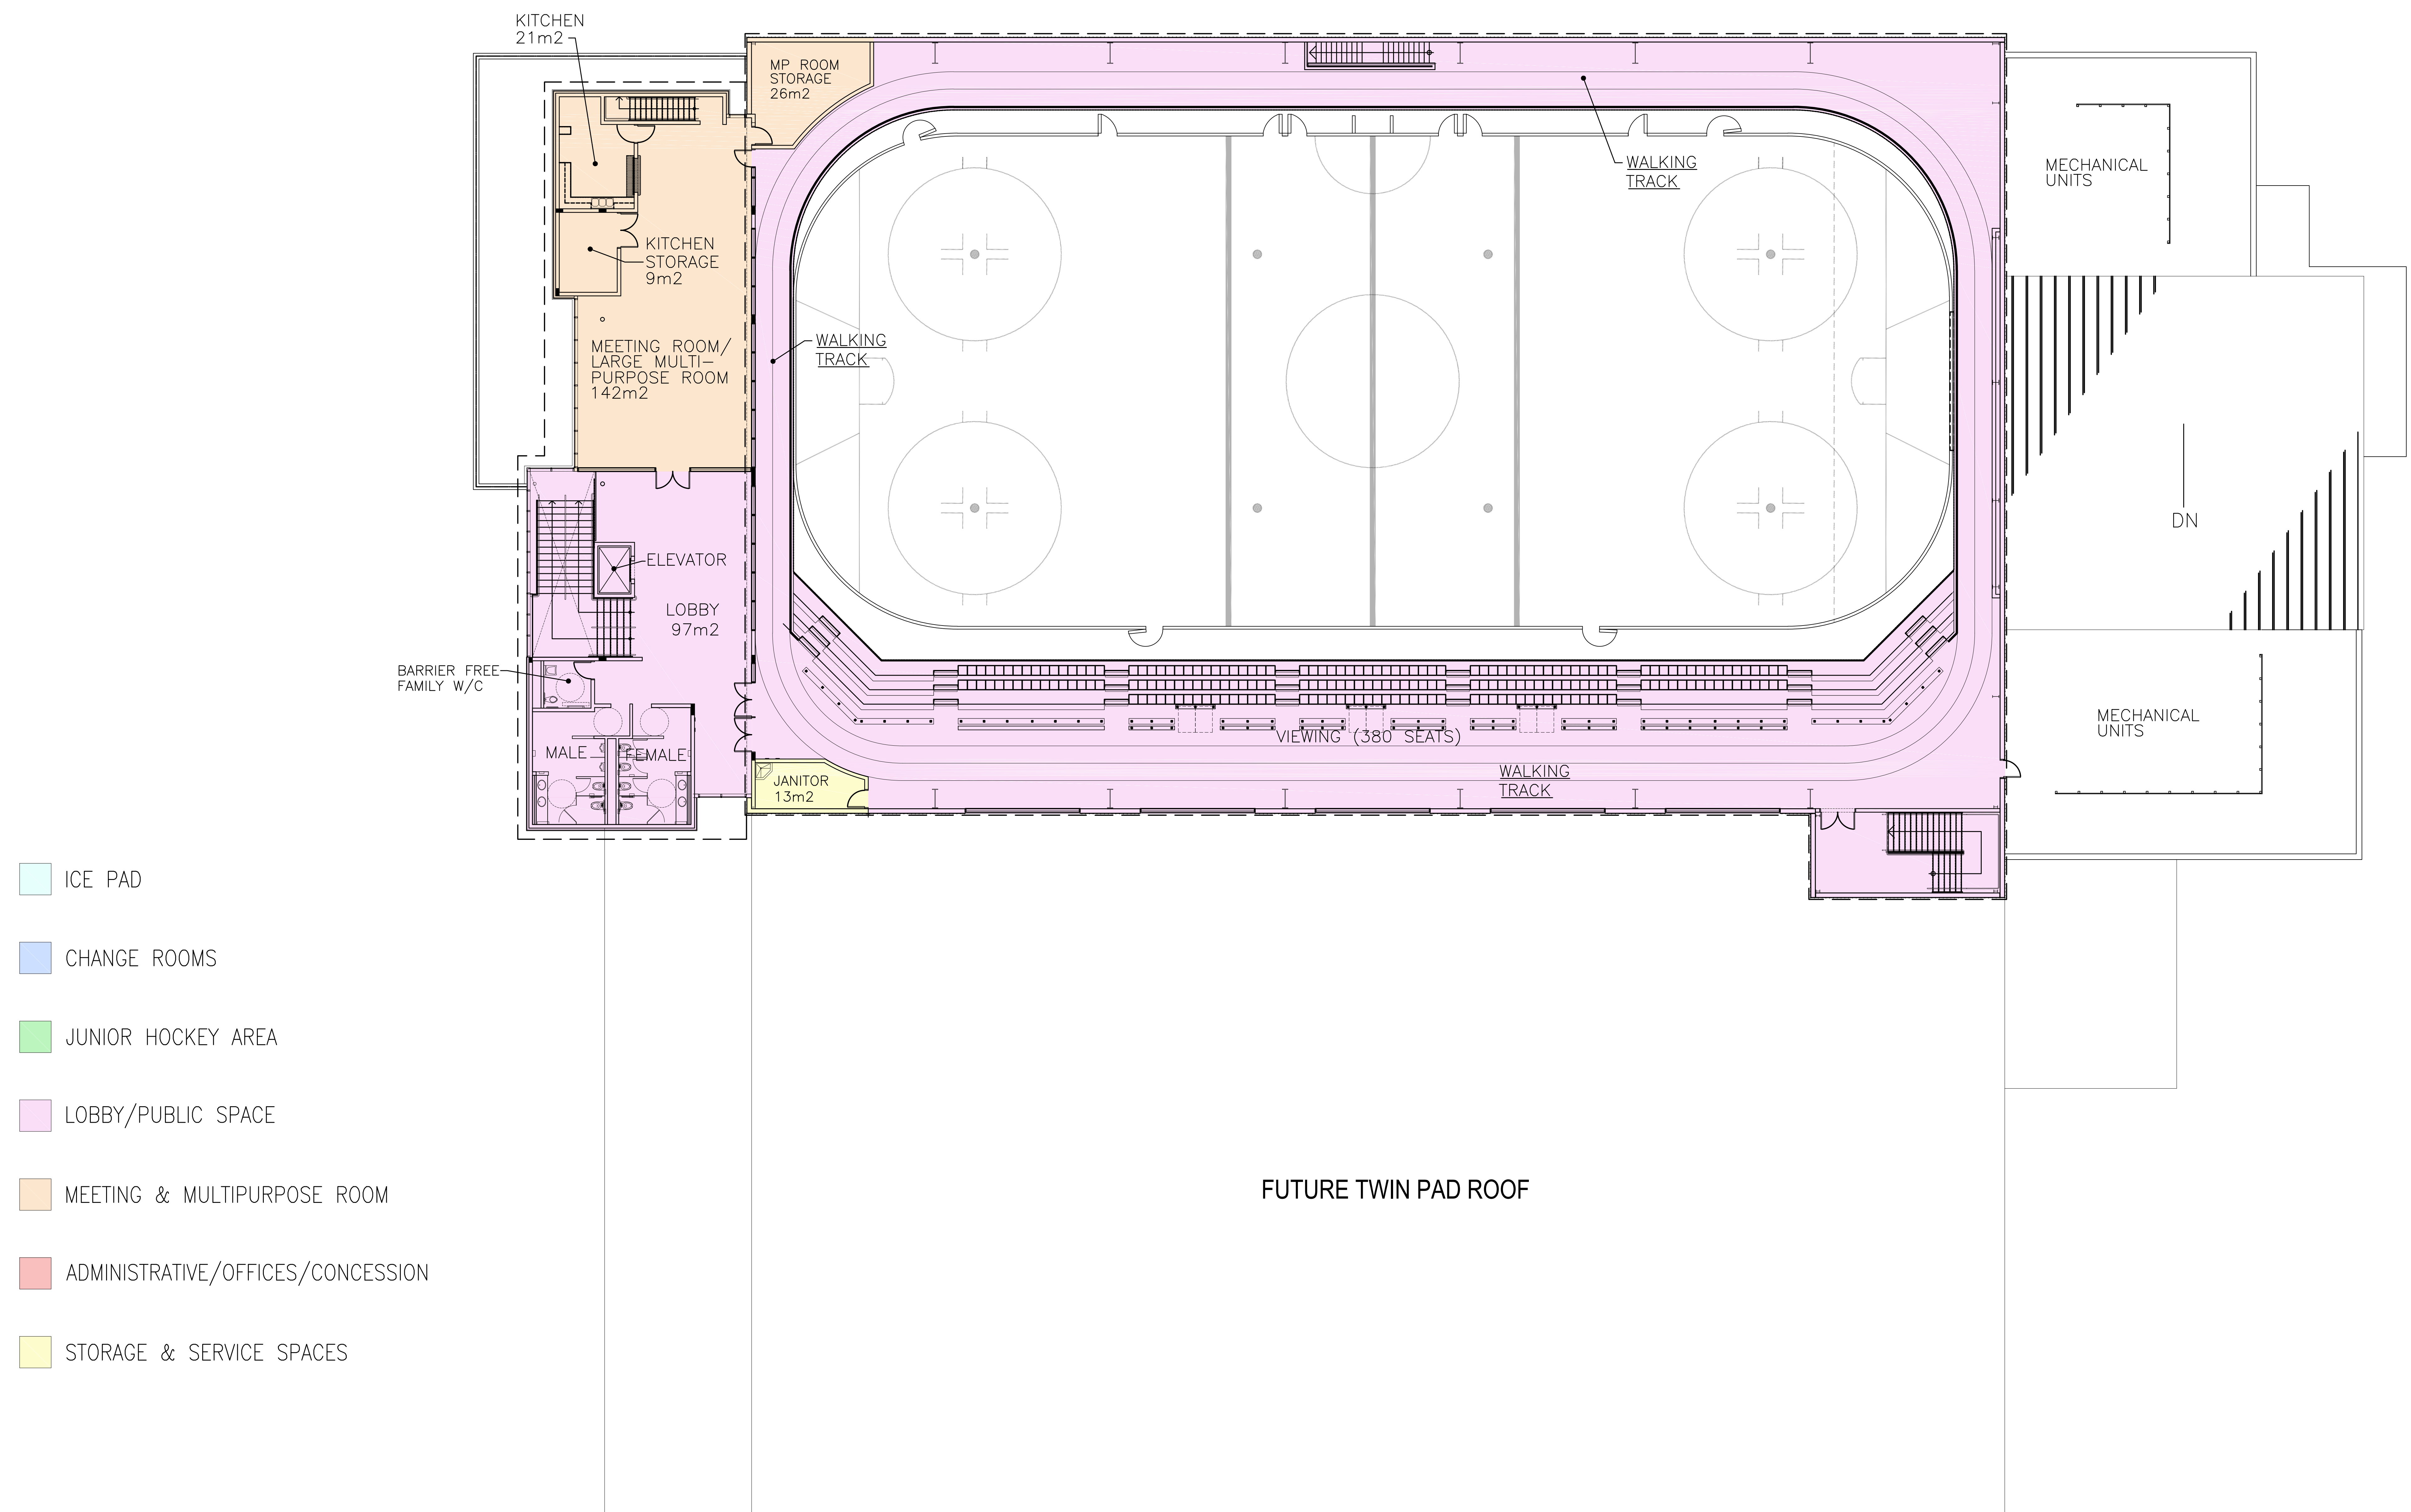 KITCHEN
21m2
MP ROOM
STORAGE
26m2
WALKING
TRACK
MECHANICAL
UNITS
KITCHEN
STORAGE
9m2
WALKING
TRACK
MEETING ROOM/
LARGE MULTI-
PURPOSE ROOM
142m2
DN
ELEVATOR
LOBBY
97m2
BARRIER FREE
FAMILY W/C
MALE
FEMALE
VIEWING (380 SEATS)
MECHANICAL
UNITS
JANITOR
13m2
WALKING
TRACK
ICE PAD
CHANGE ROOMS
JUNIOR HOCKEY AREA
LOBBY/PUBLIC SPACE
MEETING & MULTIPURPOSE ROOM
ADMINISTRATIVE/OFFICES/CONCESSION
STORAGE & SERVICE SPACES
FUTURE TWIN PAD ROOF